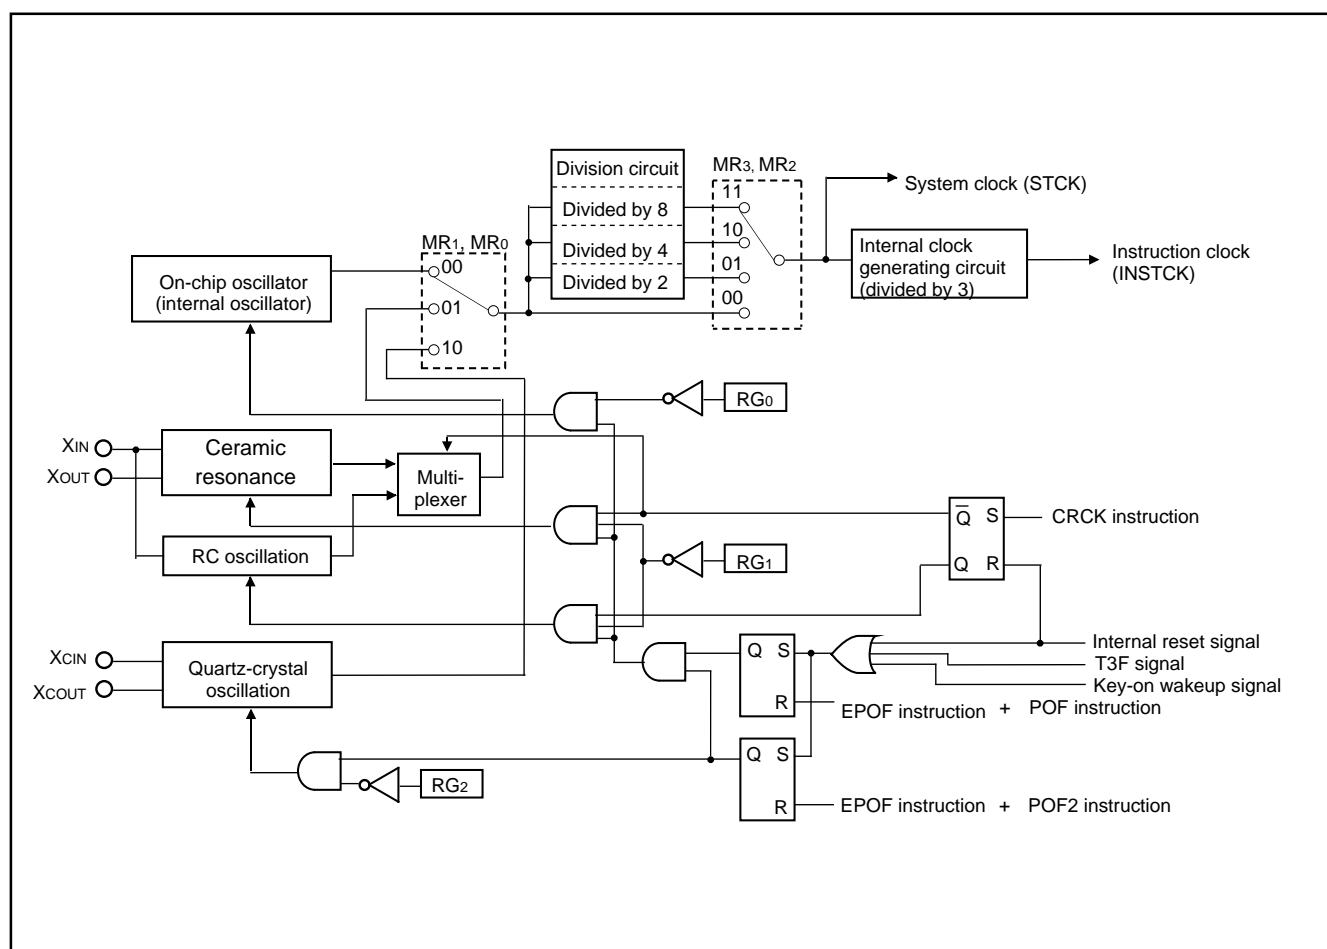 Division circuit
MR3, MR2
11
System clock (STCK)
Divided by 8
10
MR1, MR0
Divided by 4
Internal clock
generating circuit
(divided by 3)
Instruction clock
(INSTCK)
00
01
On-chip oscillator
(internal oscillator)
Divided by 2
00
01
10
RG0
XIN
Ceramic
resonance
XOUT
Multi-
plexer
Q S
CRCK instruction
RC oscillation
RG1
Q R
XCIN
Quartz-crystal
oscillation
XCOUT
Q S
R
Internal reset signal
T3F signal
Key-on wakeup signal
EPOF instruction + POF instruction
Q S
R
RG2
EPOF instruction + POF2 instruction